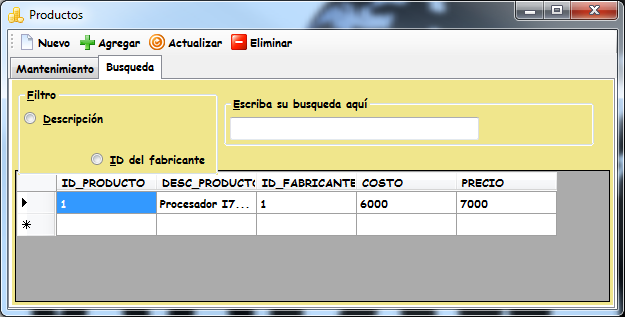 Productos
Nuevo Agregar Actualizar Eliminar
Mantenimiento Busqueda
Filtro
Descripción
ID del fabricante
Escriba su busqueda aquí
ID_PRODUCTO DESC_PRODUCTO ID_FABRICANTE COSTO PRECIO
1 Procesador I7... 1 6000 7000